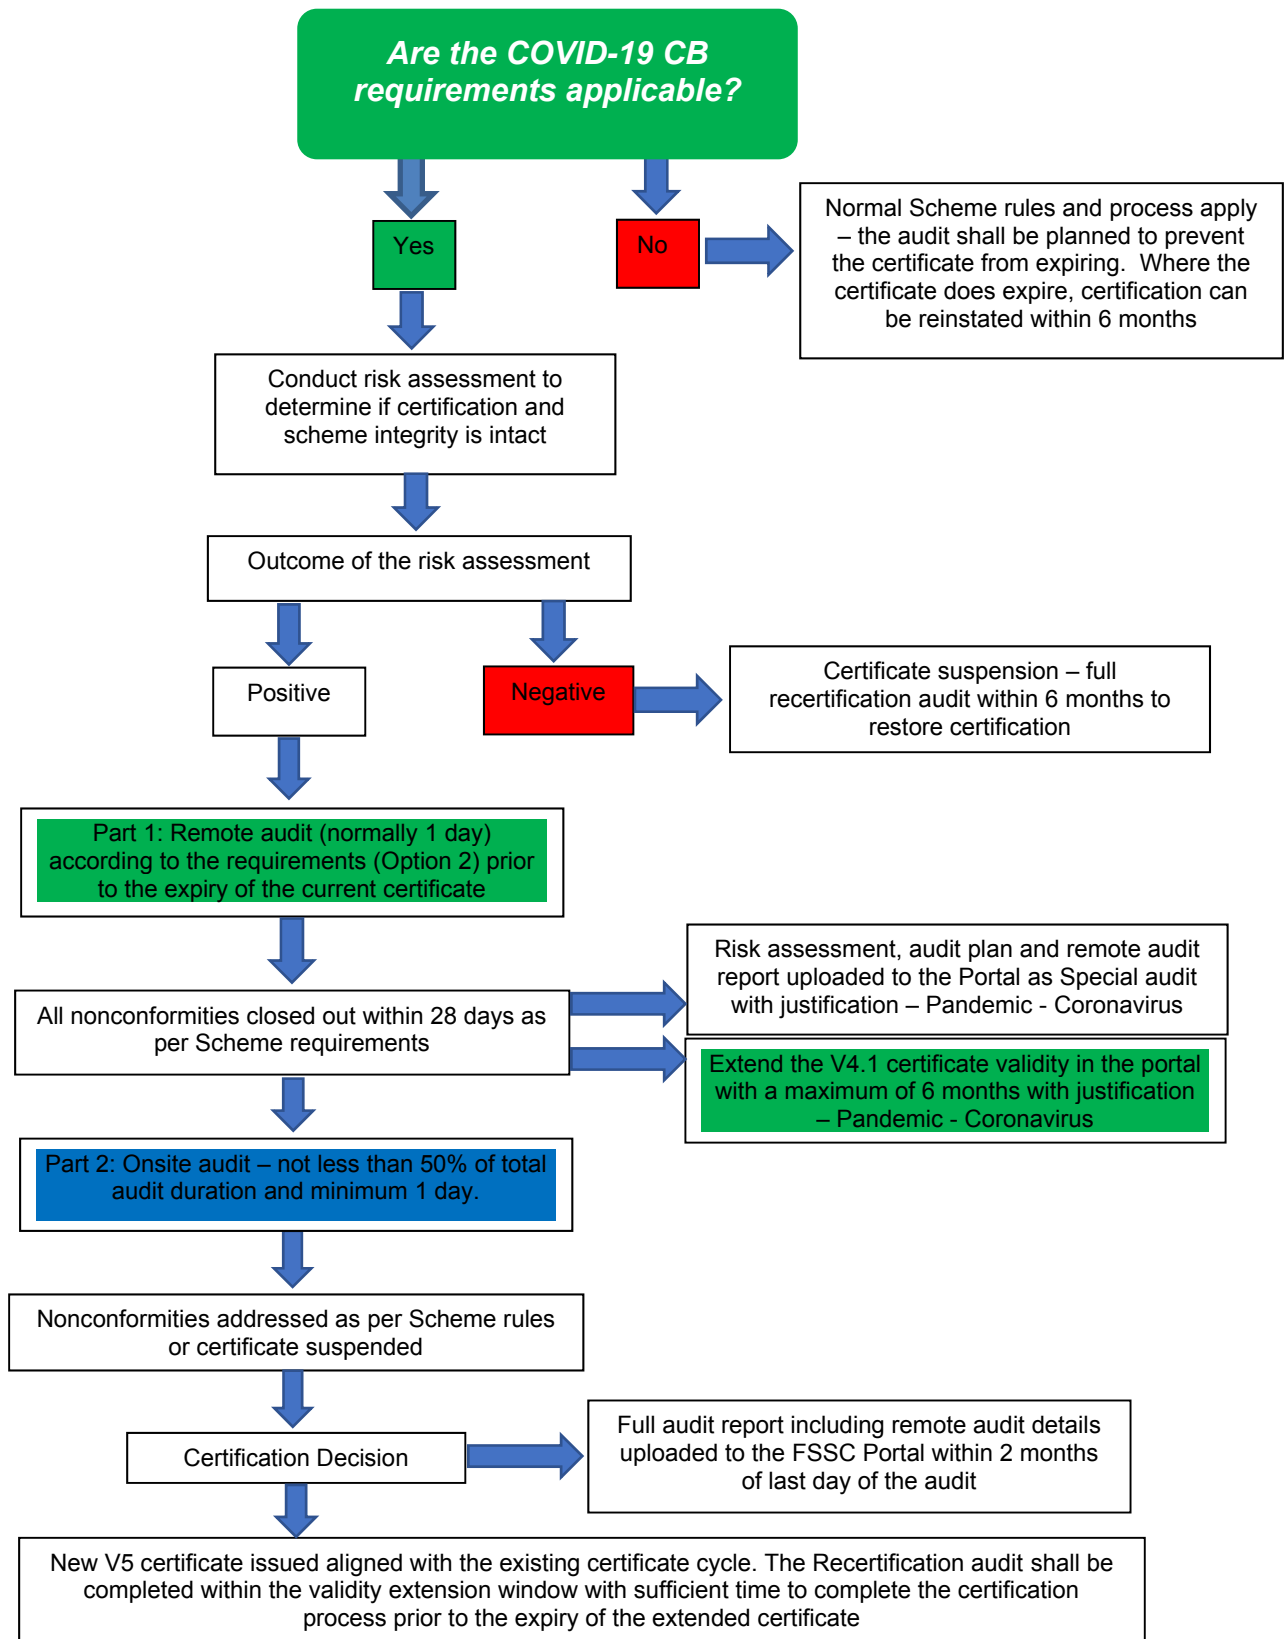 Are the COVID-19 CB
requirements applicable?
Yes
No
Normal Scheme rules and process apply
– the audit shall be planned to prevent
the certificate from expiring. Where the
certificate does expire, certification can
be reinstated within 6 months
Conduct risk assessment to
determine if certification and
scheme integrity is intact
Outcome of the risk assessment
Positive
Negative
Certificate suspension – full
recertification audit within 6 months to
restore certification
Part 1: Remote audit (normally 1 day)
according to the requirements (Option 2) prior
to the expiry of the current certificate
All nonconformities closed out within 28 days as
per Scheme requirements
Risk assessment, audit plan and remote audit
report uploaded to the Portal as Special audit
with justification – Pandemic - Coronavirus
Extend the V4.1 certificate validity in the portal
with a maximum of 6 months with justification
– Pandemic - Coronavirus
Part 2: Onsite audit – not less than 50% of total
audit duration and minimum 1 day.
Nonconformities addressed as per Scheme rules
or certificate suspended
Certification Decision
Full audit report including remote audit details
uploaded to the FSSC Portal within 2 months
of last day of the audit
New V5 certificate issued aligned with the existing certificate cycle. The Recertification audit shall be
completed within the validity extension window with sufficient time to complete the certification
process prior to the expiry of the extended certificate